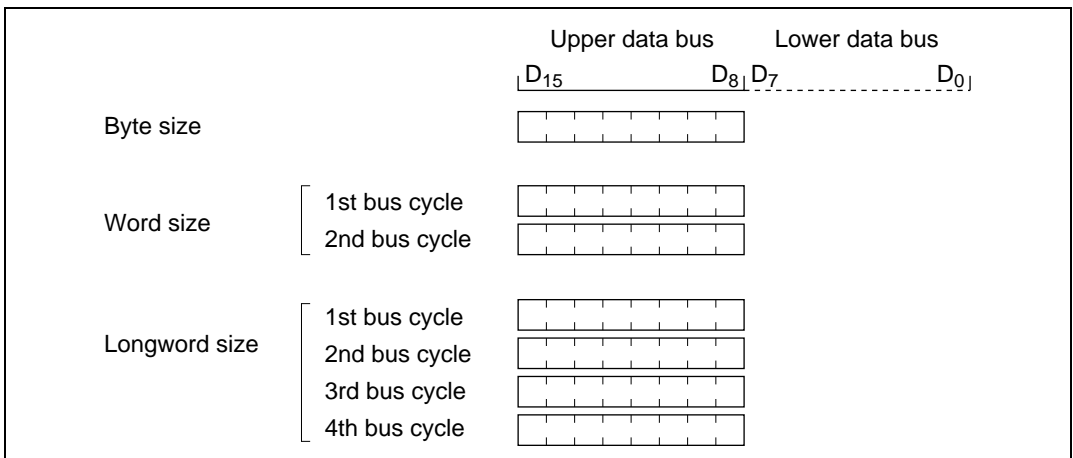 Upper data bus Lower data bus
D15 D8 D7 D0
Byte size
Word size
1st bus cycle
2nd bus cycle
Longword size
1st bus cycle
2nd bus cycle
3rd bus cycle
4th bus cycle